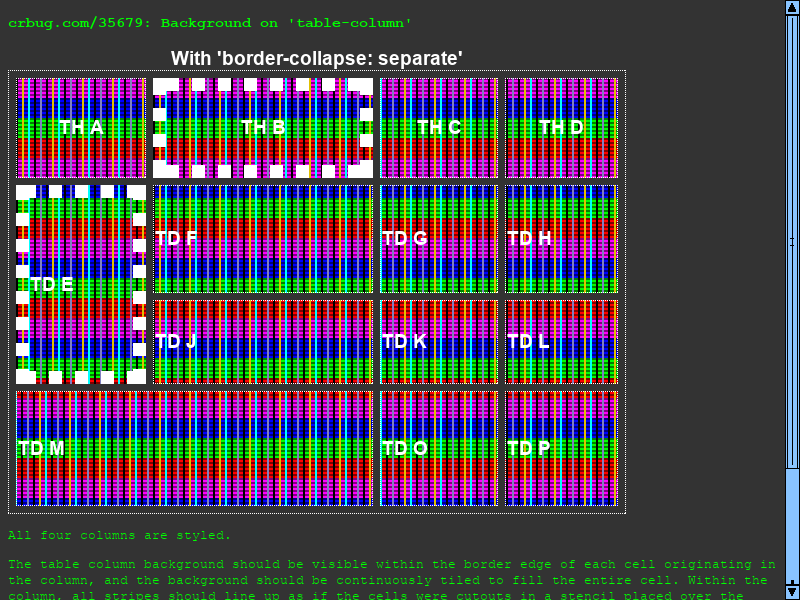 crbug.com/35679: Background on 'table-column'
With 'border-collapse: separate'
TH A TH B TH C TH D
TD E TD F TD G TD H
TD J TD K TD L
TD M TD O TD P
All four columns are styled.
The table column background should be visible within the border edge of each cell originating in
the column, and the background should be continuously tiled to fill the entire cell. Within the
column, all stripes should line up as if the cells were cutouts in a stencil placed over the